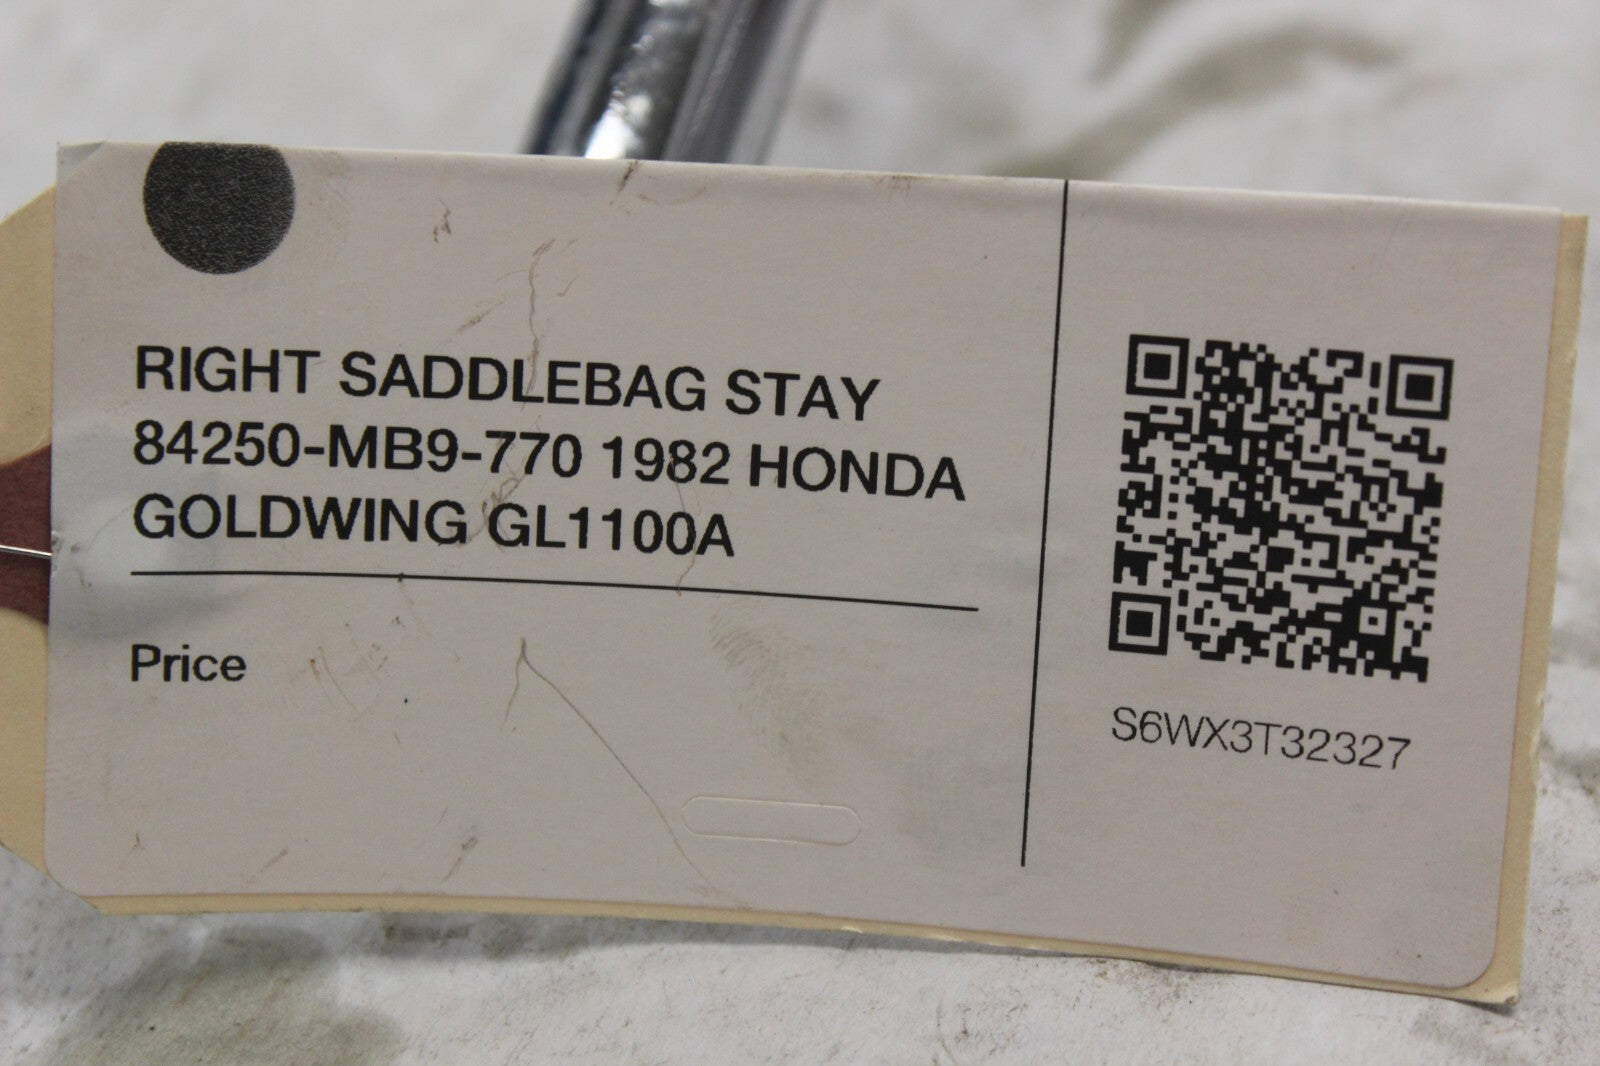 RIGHT SADDLEBAG STAY
84250-MB9-770 1982 HONDA
GOLDWING GL1100A
Price
S6WX3T32327